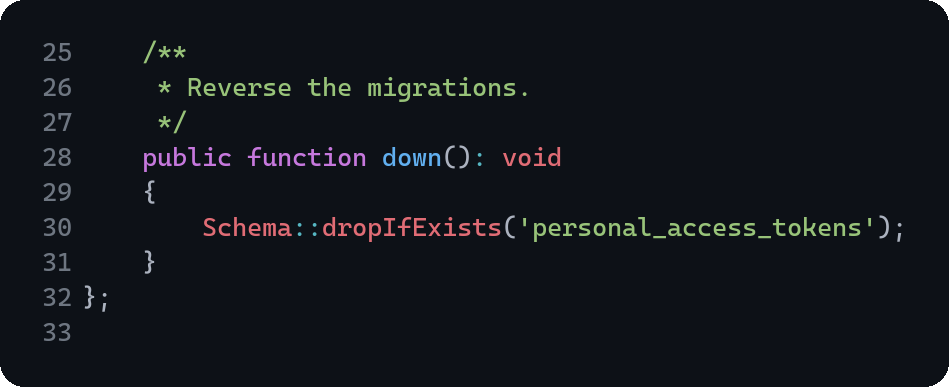 25     /**
26      * Reverse the migrations.
27      */
28     public function down(): void
29     {
30         Schema::dropIfExists('personal_access_tokens');
31     }
32 };
33